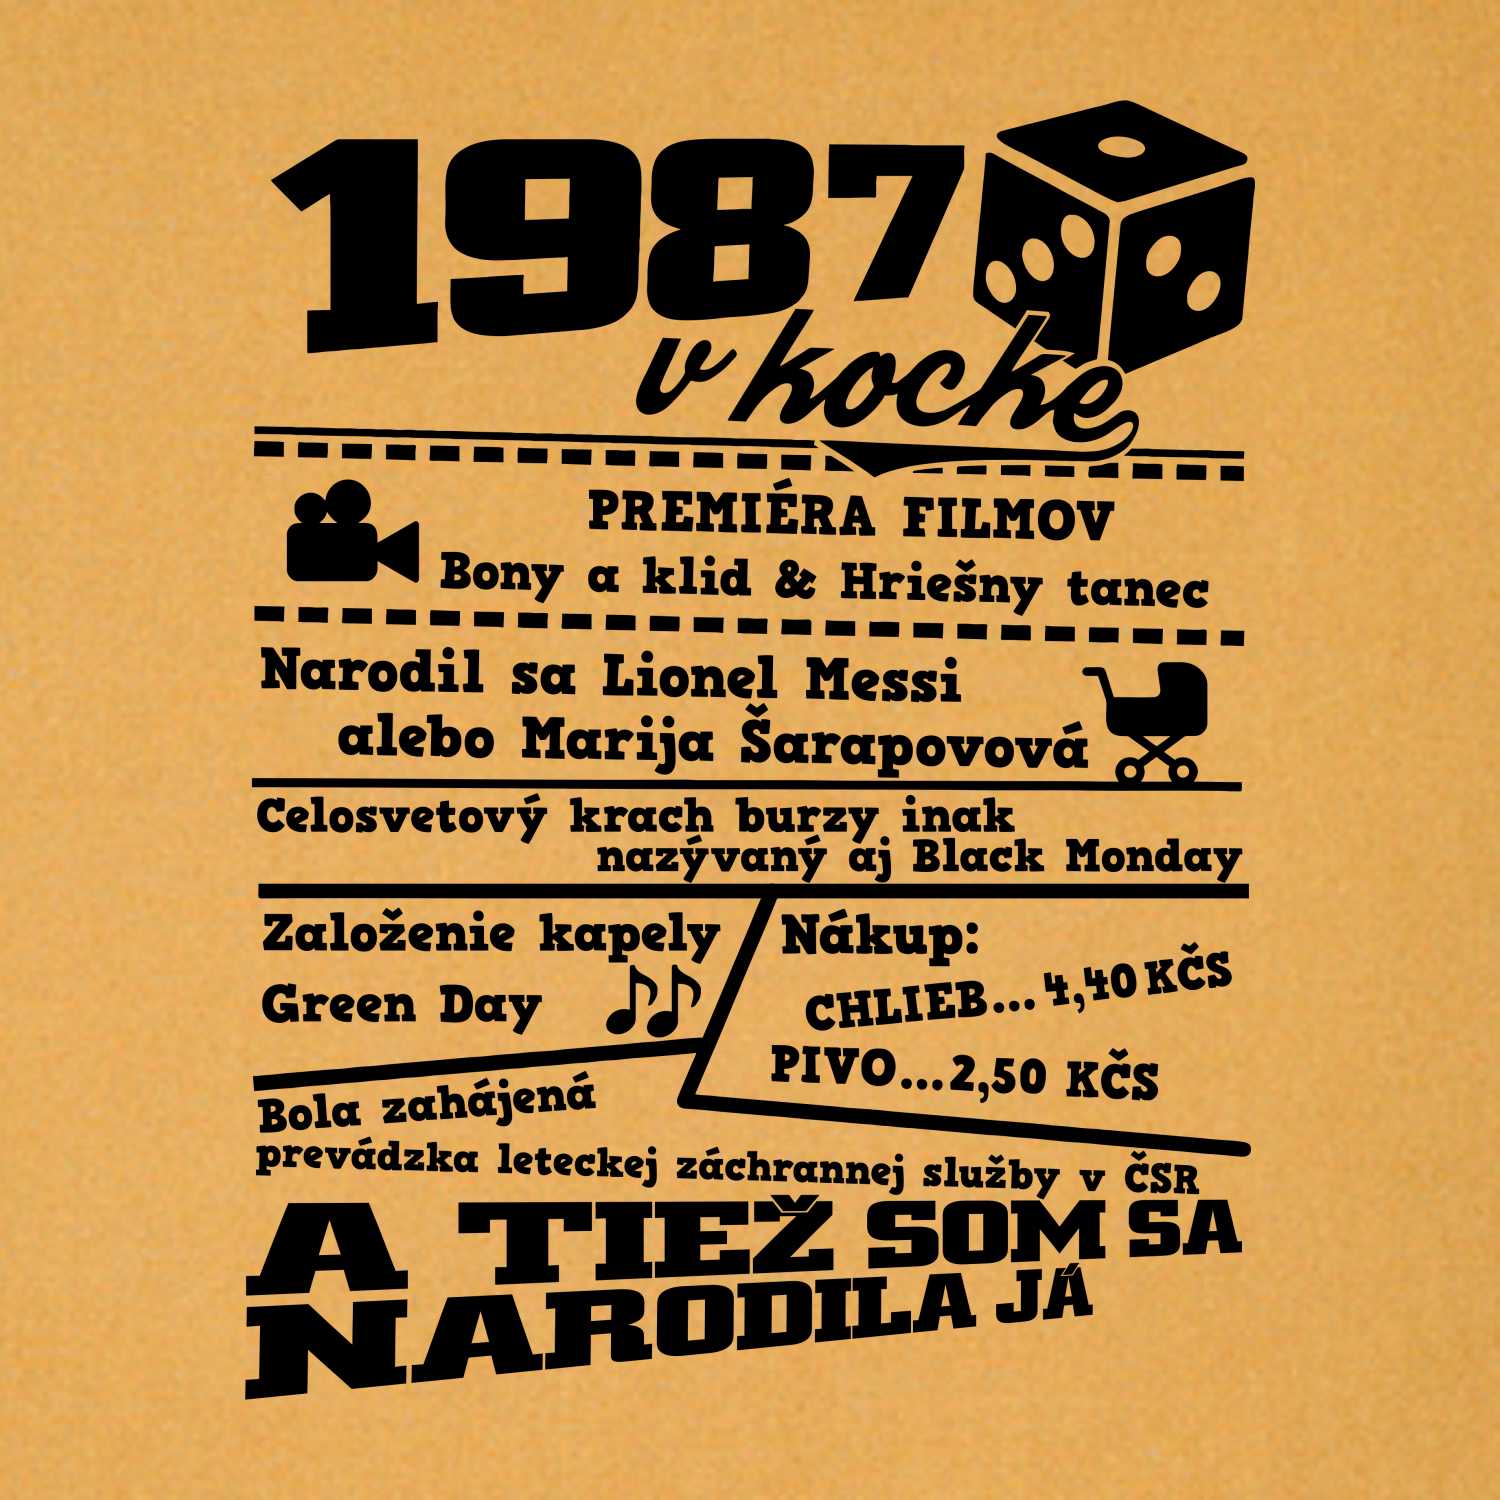 1987
v kocke
PREMIÉRA FILMOV
Bony a klid & Hriešny tanec
Narodil sa Lionel Messi
alebo Marija Šarapovová
Celosvetový krach burzy inak
nazývaný aj Black Monday
Založenie kapely
Green Day
Nákup:
CHLIEB...4,40 KČS
PIVO...2,50 KČS
Bola zahájená
prevádzka leteckej záchrannej služby v ČSR
A TIEŽ SOM SA
NARODILA JÁ